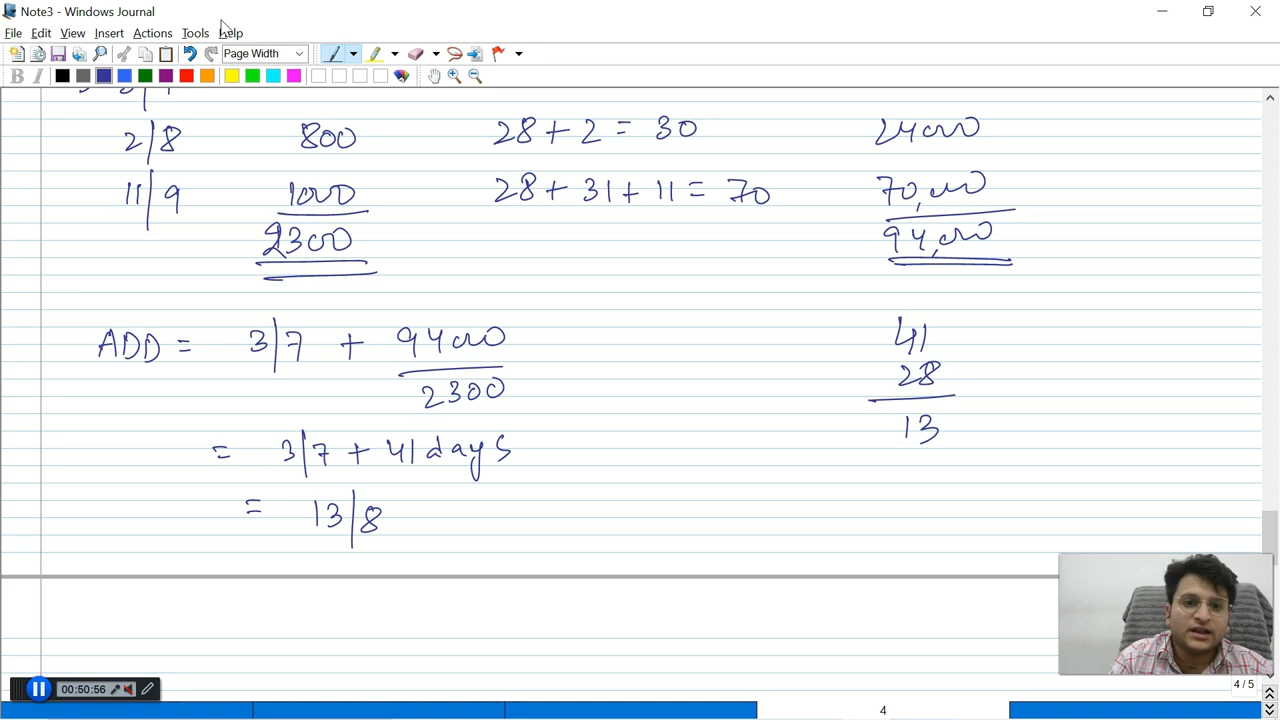 Note3 - Windows Journal
File Edit View Insert Actions Tools Help
Page Width
B I
2|8 800 28 + 2 = 30 24000
11|9 1000 28 + 31 + 11 = 70 70,000
2300 94,000
ADD = 3|7 + 94000
2300
41
28
13
= 3|7 + 41 days
= 13|8
00:50:56
4 / 5
4